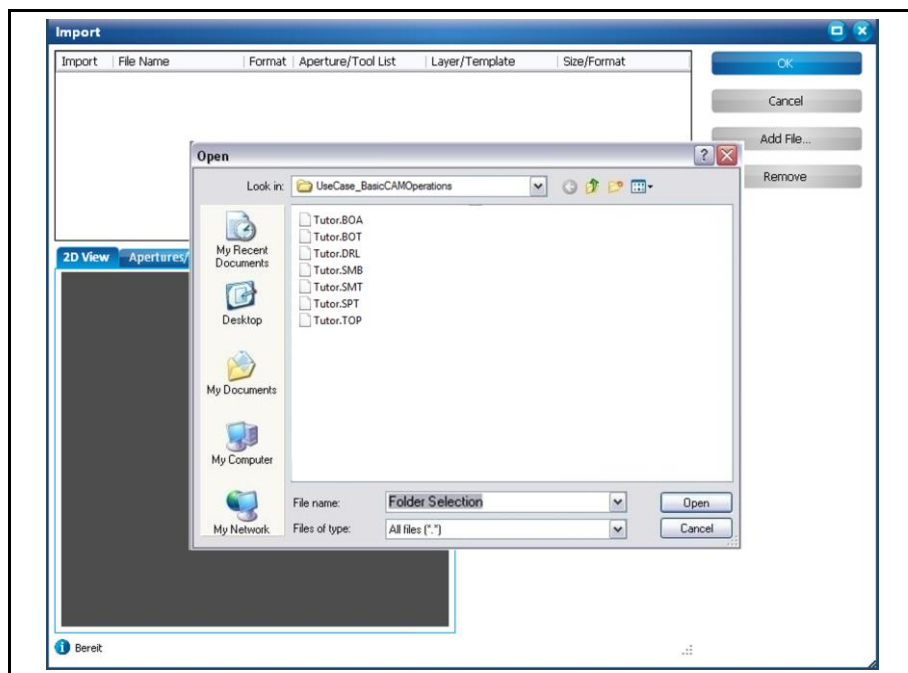 Import
Import File Name Format Aperture/Tool List Layer/Template Size/Format
OK
Cancel
Add File...
Remove
Open
Look in: UseCase_BasicCAMOperations
My Recent Documents
Desktop
My Documents
My Computer
My Network
Tutor.BOA
Tutor.BOT
Tutor.DRL
Tutor.SMB
Tutor.SMT
Tutor.SPT
Tutor.TOP
File name: Folder Selection Open
Files of type: All files (*.*) Cancel
2D View Apertures/
Bereit